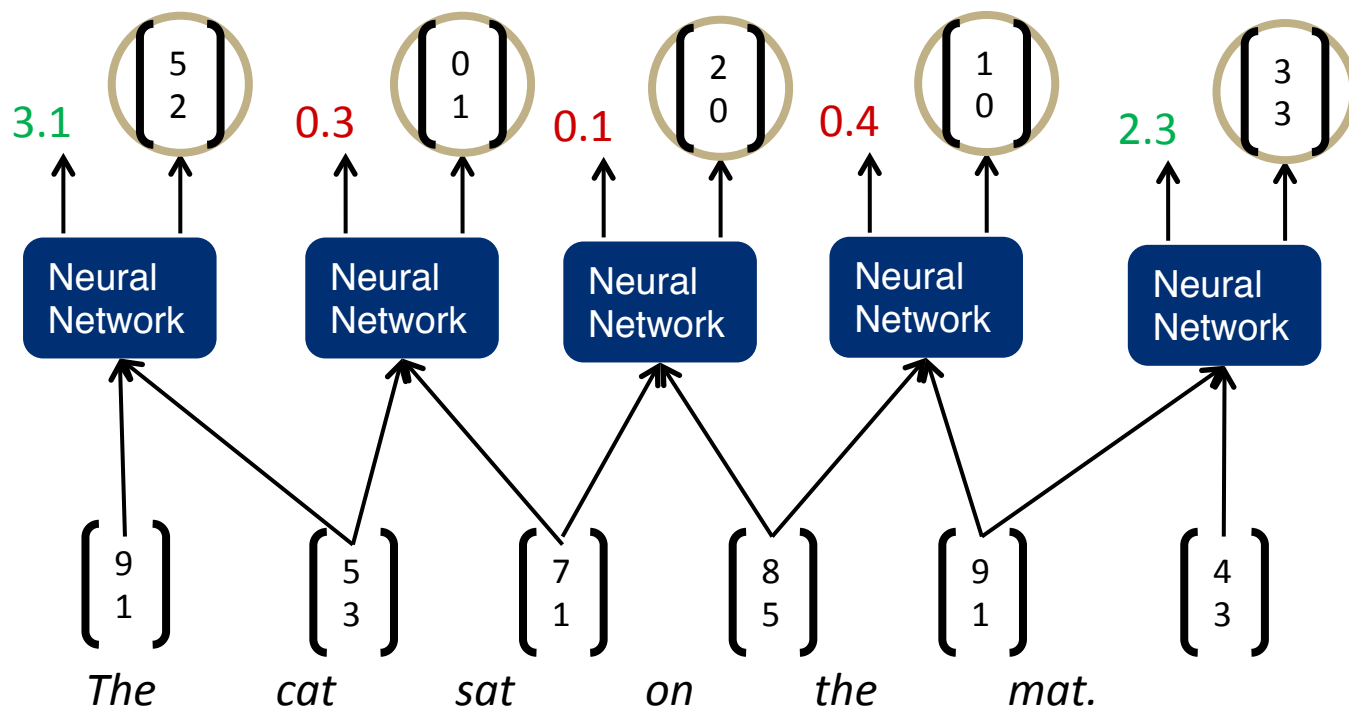 5 0 2 1 3
2 1 0 0 3
3.1 0.3 0.1 0.4 2.3
Neural Neural Neural Neural Neural
Network Network Network Network Network
9 5 7 8 9 4
1 3 1 5 1 3
The cat sat on the mat.